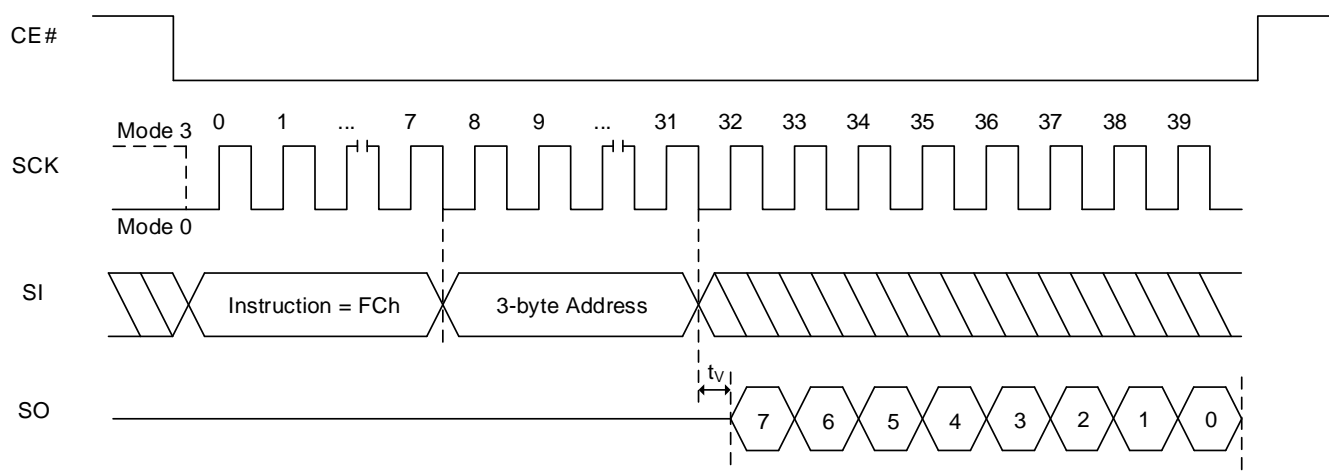 CE#
Mode 3 0 1 ... 7 8 9 ... 31 32 33 34 35 36 37 38 39
SCK
Mode 0
SI Instruction = FCh 3-byte Address
tV
SO 7 6 5 4 3 2 1 0